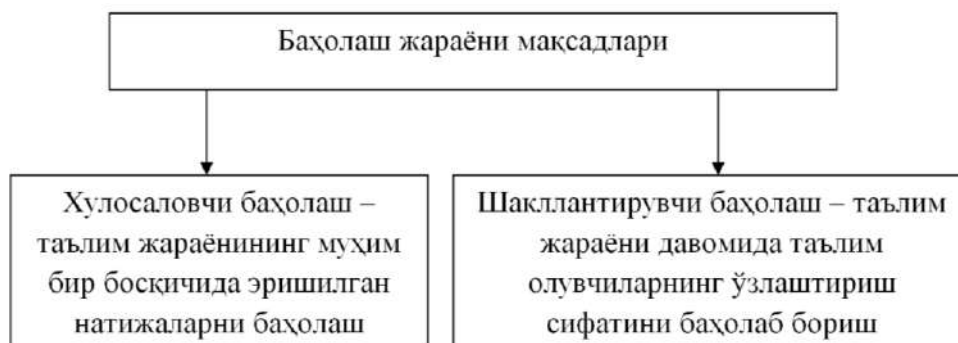 Баҳолаш жараёни мақсадлари
Хулосаловчи баҳолаш –
таълим жараёнининг муҳим
бир босқичида эришилган
натижаларни баҳолаш
Шакллантирувчи баҳолаш – таълим
жараёни давомида таълим
олувчиларнинг ўзлаштириш
сифатини баҳолаб бориш